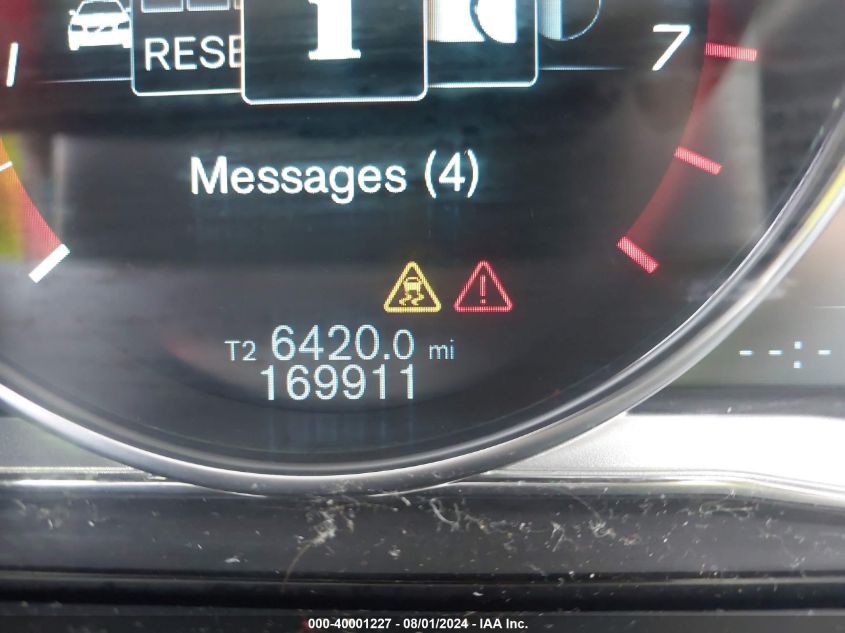 RESE
i
1
7
Messages (4)
T2 6420.0 mi
169911
--:--
000-40001227 - 08/01/2024 - IAA Inc.